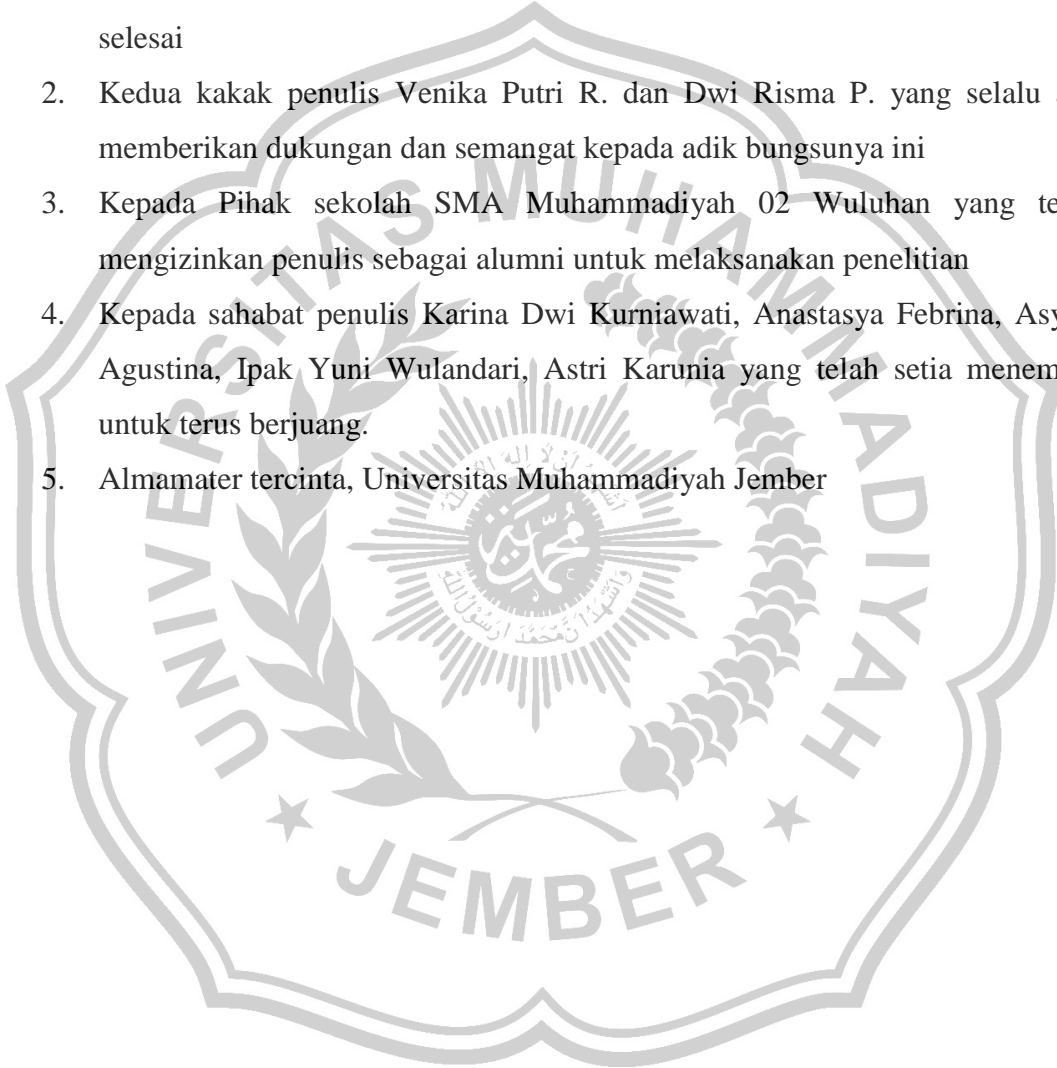 selesai
2. Kedua kakak penulis Venika Putri R. dan Dwi Risma P. yang selalu
memberikan dukungan dan semangat kepada adik bungsunya ini
3. Kepada Pihak sekolah SMA Muhammadiyah 02 Wuluhan yang
mengizinkan penulis sebagai alumni untuk melaksanakan penelitian
4. Kepada sahabat penulis Karina Dwi Kurniawati, Anastasya Febrina,
Agustina, Ipak Yuni Wulandari, Astri Karunia yang telah setia
untuk terus berjuang.
5. Almamater tercinta, Universitas Muhammadiyah Jember
UNIVERSITAS MUHAMMADIYAH
JEMBER